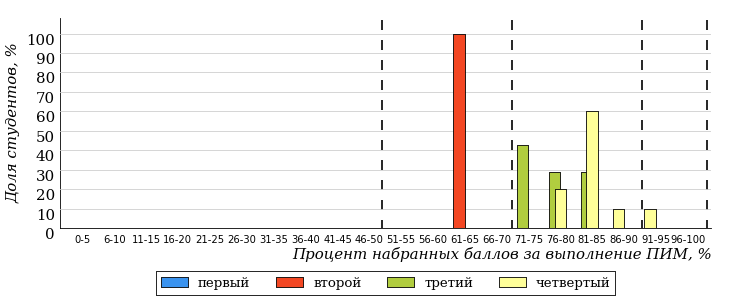 Доля студентов, %
100
90
80
70
60
50
40
30
20
10
0
0-5 6-10 11-15 16-20 21-25 26-30 31-35 36-40 41-45 46-50 51-55 56-60 61-65 66-70 71-75 76-80 81-85 86-90 91-95 96-100
Процент набранных баллов за выполнение ПИМ, %
первый второй третий четвертый